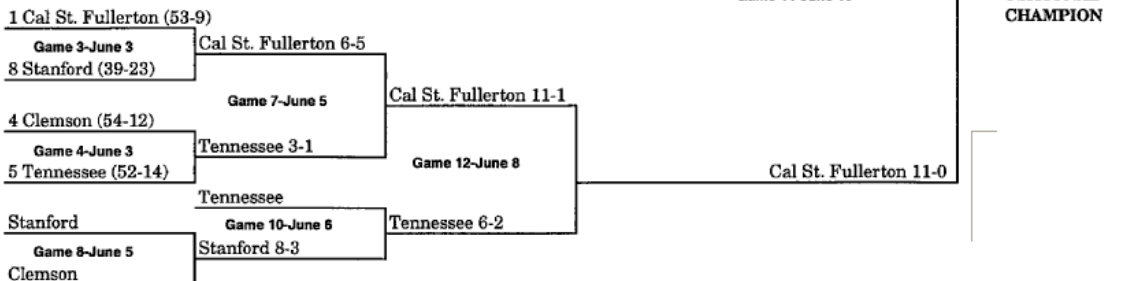 CHAMPION
1 Cal St. Fullerton (53-9)
Game 3-June 3
Cal St. Fullerton 6-5
8 Stanford (39-23)
Game 7-June 5
Cal St. Fullerton 11-1
4 Clemson (54-12)
Game 4-June 3
Tennessee 3-1
5 Tennessee (52-14)
Game 12-June 8
Cal St. Fullerton 11-0
Tennessee
Stanford
Game 10-June 6
Tennessee 6-2
Game 8-June 5
Stanford 8-3
Clemson